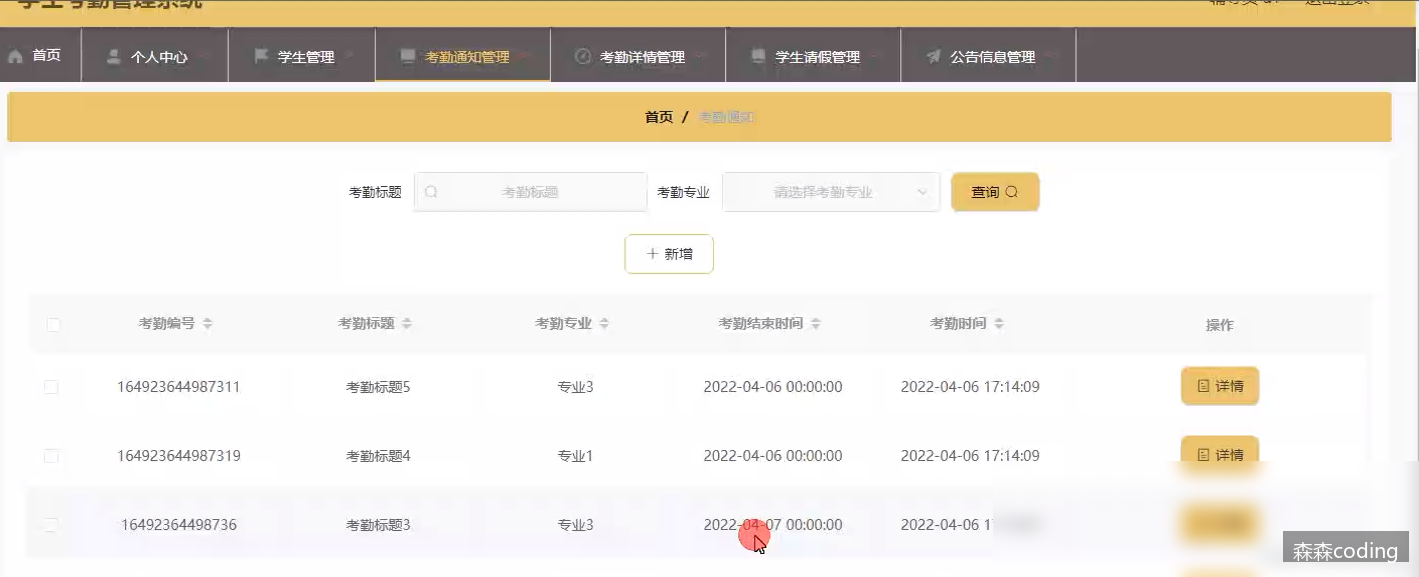 首页 个人中心 学生管理 考勤通知管理 考勤详情管理 学生请假管理 公告信息管理
首页 / 考勤通知
考勤标题 考勤标题 考勤专业 请选择考勤专业 查询
新增
考勤编号 考勤标题 考勤专业 考勤结束时间 考勤时间 操作
164923644987311 考勤标题5 专业3 2022-04-06 00:00:00 2022-04-06 17:14:09 详情
164923644987319 考勤标题4 专业1 2022-04-06 00:00:00 2022-04-06 17:14:09 详情
16492364498736 考勤标题3 专业3 2022-04-07 00:00:00 2022-04-06 1
森森coding